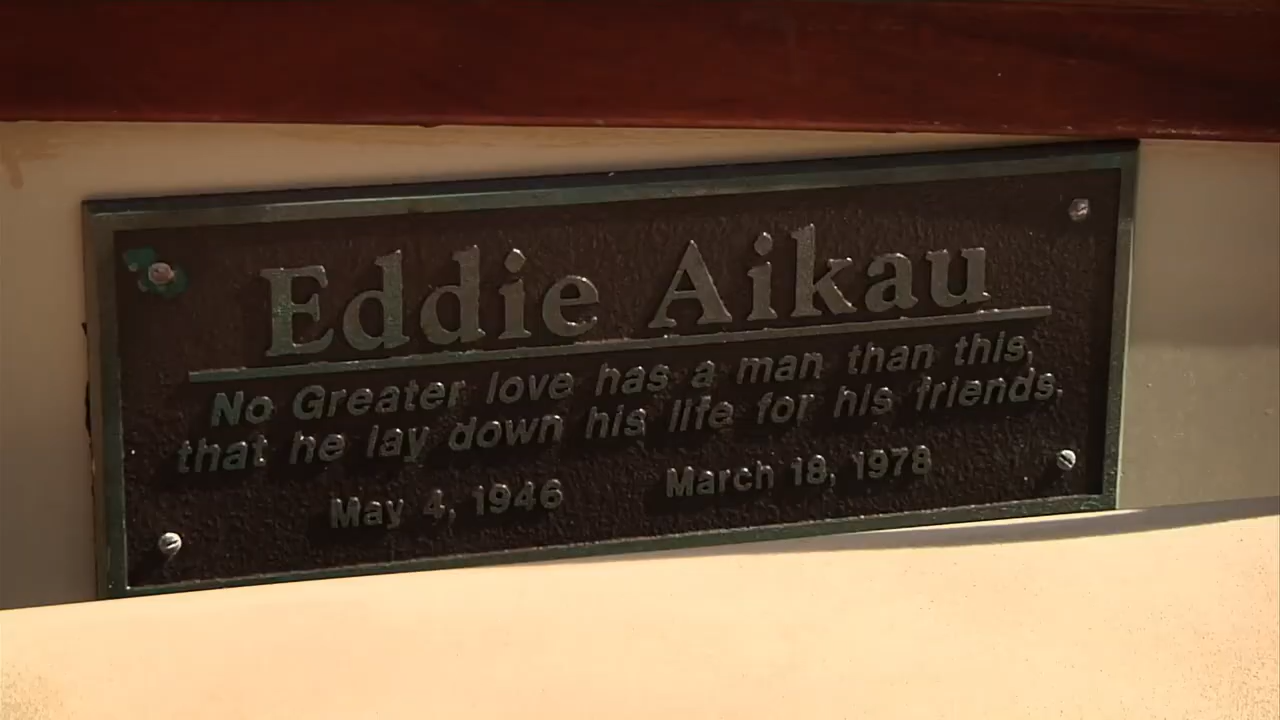 Eddie Aikau
No Greater love has a man than this,
that he lay down his life for his friends.
May 4, 1946 March 18, 1978